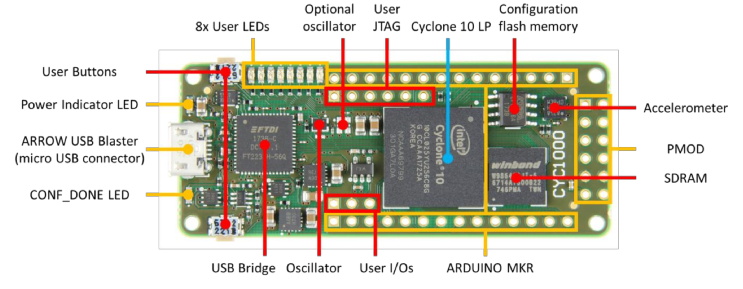 Optional
oscillator
User
JTAG
Configuration
flash memory
8x User LEDs
Cyclone 10 LP
User Buttons
Power Indicator LED
ARROW USB Blaster
(micro USB connector)
CONF_DONE LED
Accelerometer
PMOD
SDRAM
FTDI
intel
Cyclone®10
KOREA
winbond
CYC1000
USB Bridge
Oscillator
User I/Os
ARDUINO MKR